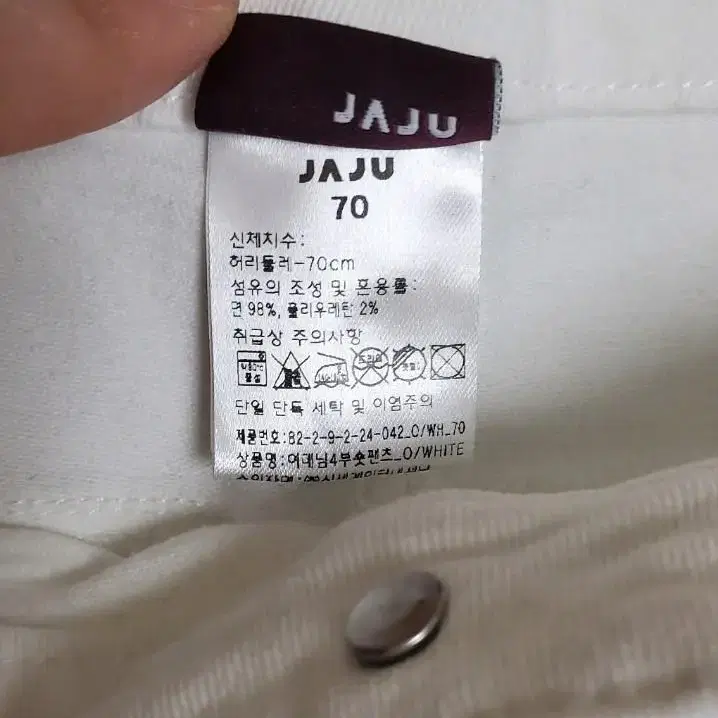 JAJU
JAJU
70
신체치수:
허리둘레-70cm
섬유의 조성 및 혼용률:
면 98%, 폴리우레탄 2%
취급상 주의사항
단일 단독 세탁 및 이염주의
제품번호:82-2-9-2-24-042_O/WH_70
상품명:여데님4부숏팬츠_O/WHITE